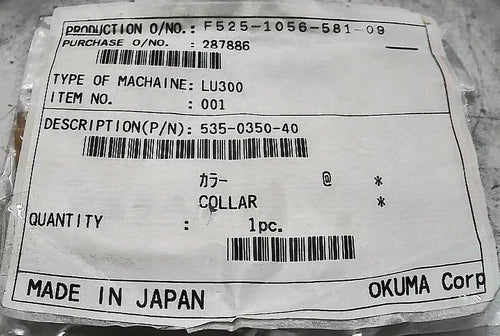 PRODUCTION O/NO.: F525-1056-581-09
PURCHASE O/NO. : 287886
TYPE OF MACHAINE: LU300
ITEM NO. : 001
DESCRIPTION(P/N): 535-0350-40
カラー @ *
COLLAR *
QUANTITY : 1pc.
MADE IN JAPAN OKUMA Corp